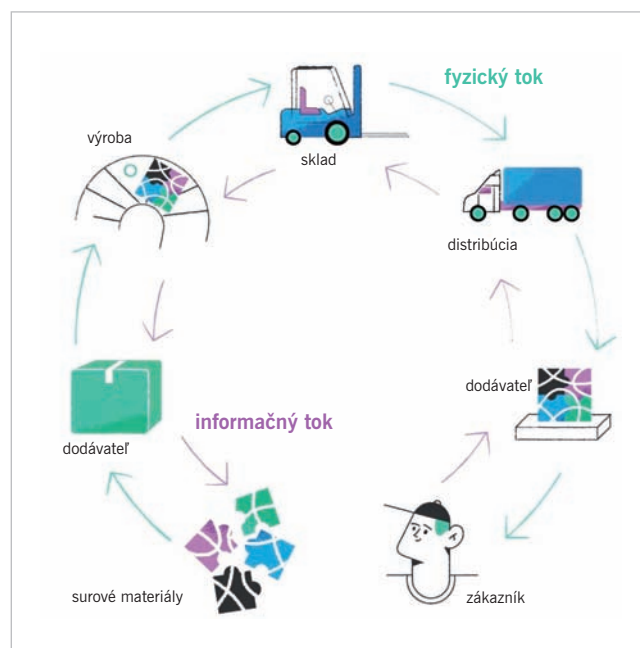 fyzický tok
výroba
sklad
distribúcia
dodávateľ
informačný tok
dodávateľ
surové materiály
zákazník